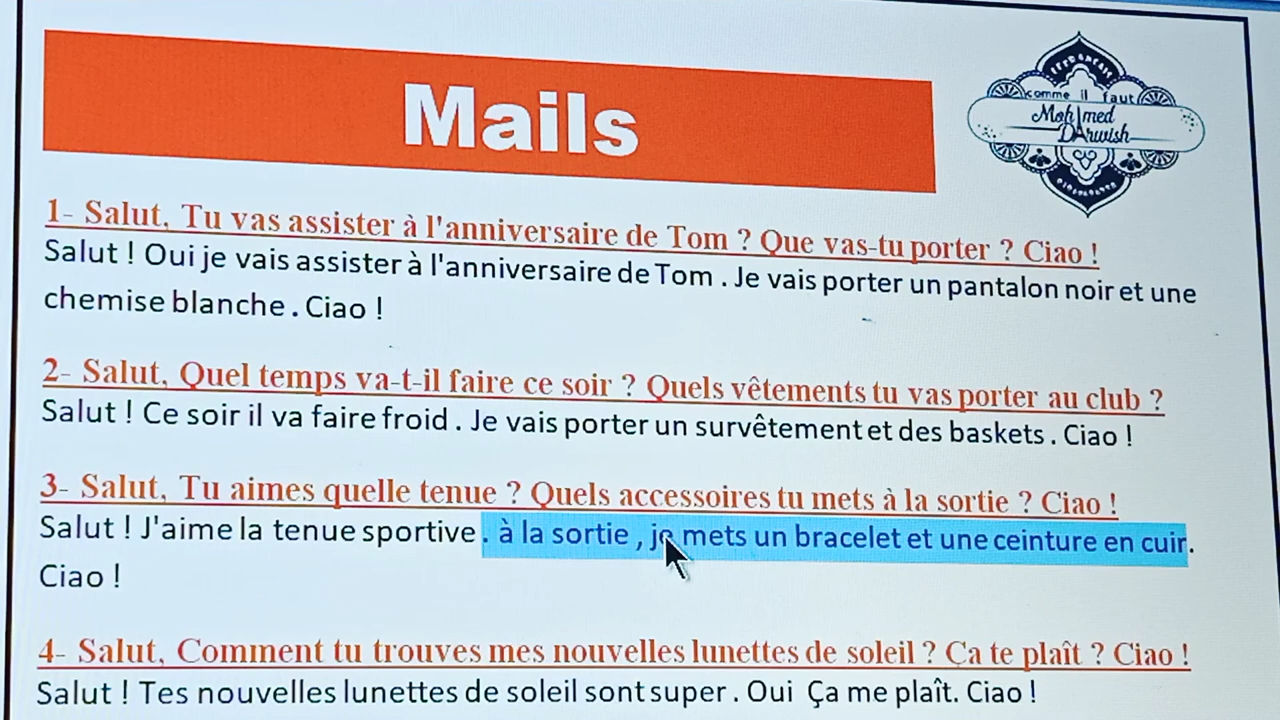 Mails
comme il faut
Mohamed
DArwish
1- Salut, Tu vas assister à l'anniversaire de Tom ? Que vas-tu porter ? Ciao !
Salut ! Oui je vais assister à l'anniversaire de Tom . Je vais porter un pantalon noir et une
chemise blanche . Ciao !
2- Salut, Quel temps va-t-il faire ce soir ? Quels vêtements tu vas porter au club ?
Salut ! Ce soir il va faire froid . Je vais porter un survêtement et des baskets . Ciao !
3- Salut, Tu aimes quelle tenue ? Quels accessoires tu mets à la sortie ? Ciao !
Salut ! J'aime la tenue sportive . à la sortie , je mets un bracelet et une ceinture en cuir.
Ciao !
4- Salut, Comment tu trouves mes nouvelles lunettes de soleil ? Ça te plaît ? Ciao !
Salut ! Tes nouvelles lunettes de soleil sont super . Oui Ça me plaît. Ciao !